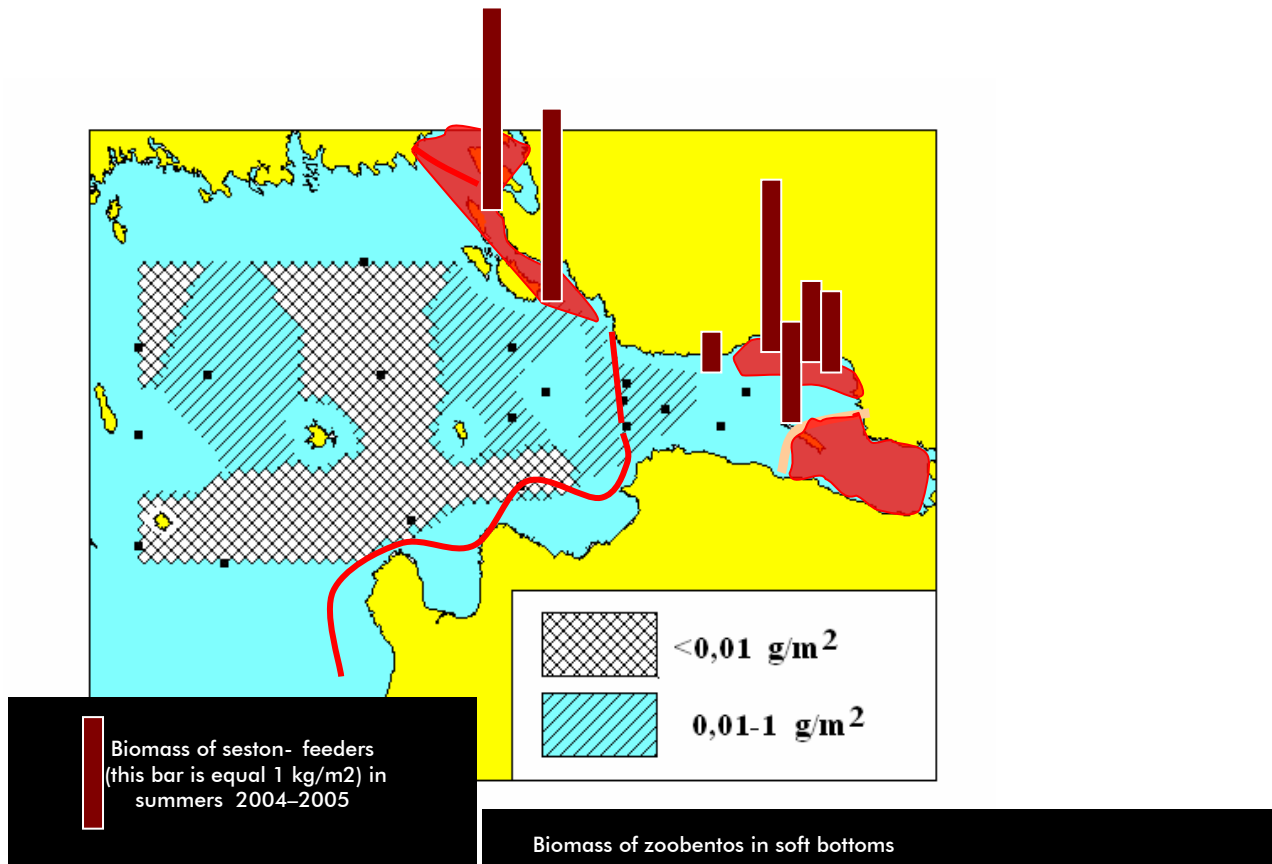 <0,01 g/m²
0,01-1 g/m²
Biomass of seston- feeders
(this bar is equal 1 kg/m2) in
summers 2004–2005
Biomass of zoobentos in soft bottoms